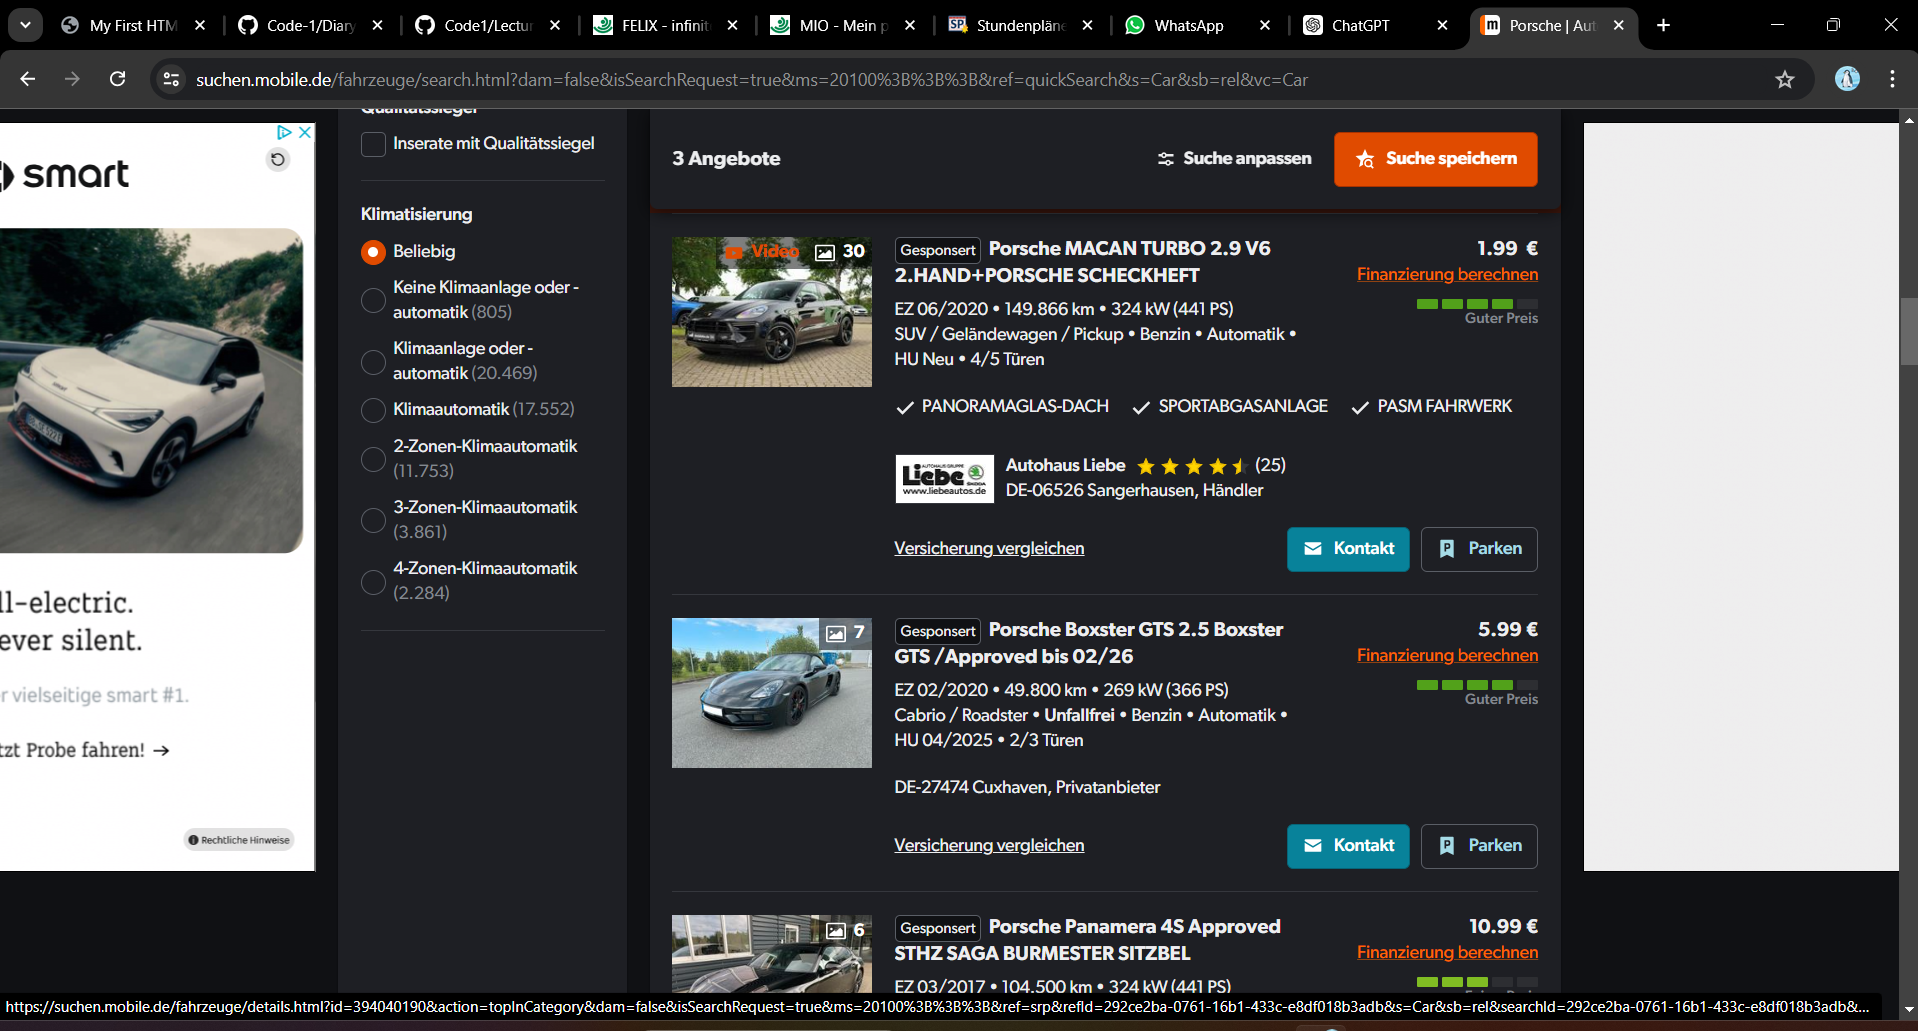 My First HTM
Code-1/Diary
Code1/Lectur
FELIX - infinit
MIO - Mein p
Stundenpläne
WhatsApp
ChatGPT
Porsche | Aut
suchen.mobile.de/fahrzeuge/search.html?dam=false&isSearchRequest=true&ms=20100%3B%3B%3B&ref=quickSearch&s=Car&sb=rel&vc=Car
smart
ll-electric.
ever silent.
r vielseitige smart #1.
tzt Probe fahren! →
Rechtliche Hinweise
Qualitätssiegel
Inserate mit Qualitätssiegel
Klimatisierung
Beliebig
Keine Klimaanlage oder -
automatik (805)
Klimaanlage oder -
automatik (20.469)
Klimaautomatik (17.552)
2-Zonen-Klimaautomatik
(11.753)
3-Zonen-Klimaautomatik
(3.861)
4-Zonen-Klimaautomatik
(2.284)
3 Angebote
Suche anpassen
Suche speichern
Video 30
Gesponsert Porsche MACAN TURBO 2.9 V6
2.HAND+PORSCHE SCHECKHEFT
1.99 €
Finanzierung berechnen
Guter Preis
EZ 06/2020 • 149.866 km • 324 kW (441 PS)
SUV / Geländewagen / Pickup • Benzin • Automatik •
HU Neu • 4/5 Türen
PANORAMAGLAS-DACH
SPORTABGASANLAGE
PASM FAHRWERK
AUTOHAUS GRUPPE
Liebe
SKODA
www.liebeautos.de
Autohaus Liebe (25)
DE-06526 Sangerhausen, Händler
Versicherung vergleichen
Kontakt
Parken
7
Gesponsert Porsche Boxster GTS 2.5 Boxster
GTS /Approved bis 02/26
5.99 €
Finanzierung berechnen
Guter Preis
EZ 02/2020 • 49.800 km • 269 kW (366 PS)
Cabrio / Roadster • Unfallfrei • Benzin • Automatik •
HU 04/2025 • 2/3 Türen
DE-27474 Cuxhaven, Privatanbieter
Versicherung vergleichen
Kontakt
Parken
6
Gesponsert Porsche Panamera 4S Approved
STHZ SAGA BURMESTER SITZBEL
10.99 €
Finanzierung berechnen
EZ 03/2017 • 104.500 km • 324 kW (441 PS)
https://suchen.mobile.de/fahrzeuge/details.html?id=394040190&action=topInCategory&dam=false&isSearchRequest=true&ms=20100%3B%3B%3B&ref=srp&refId=292ce2ba-0761-16b1-433c-e8df018b3adb&s=Car&sb=rel&searchId=292ce2ba-0761-16b1-433c-e8df018b3adb&...